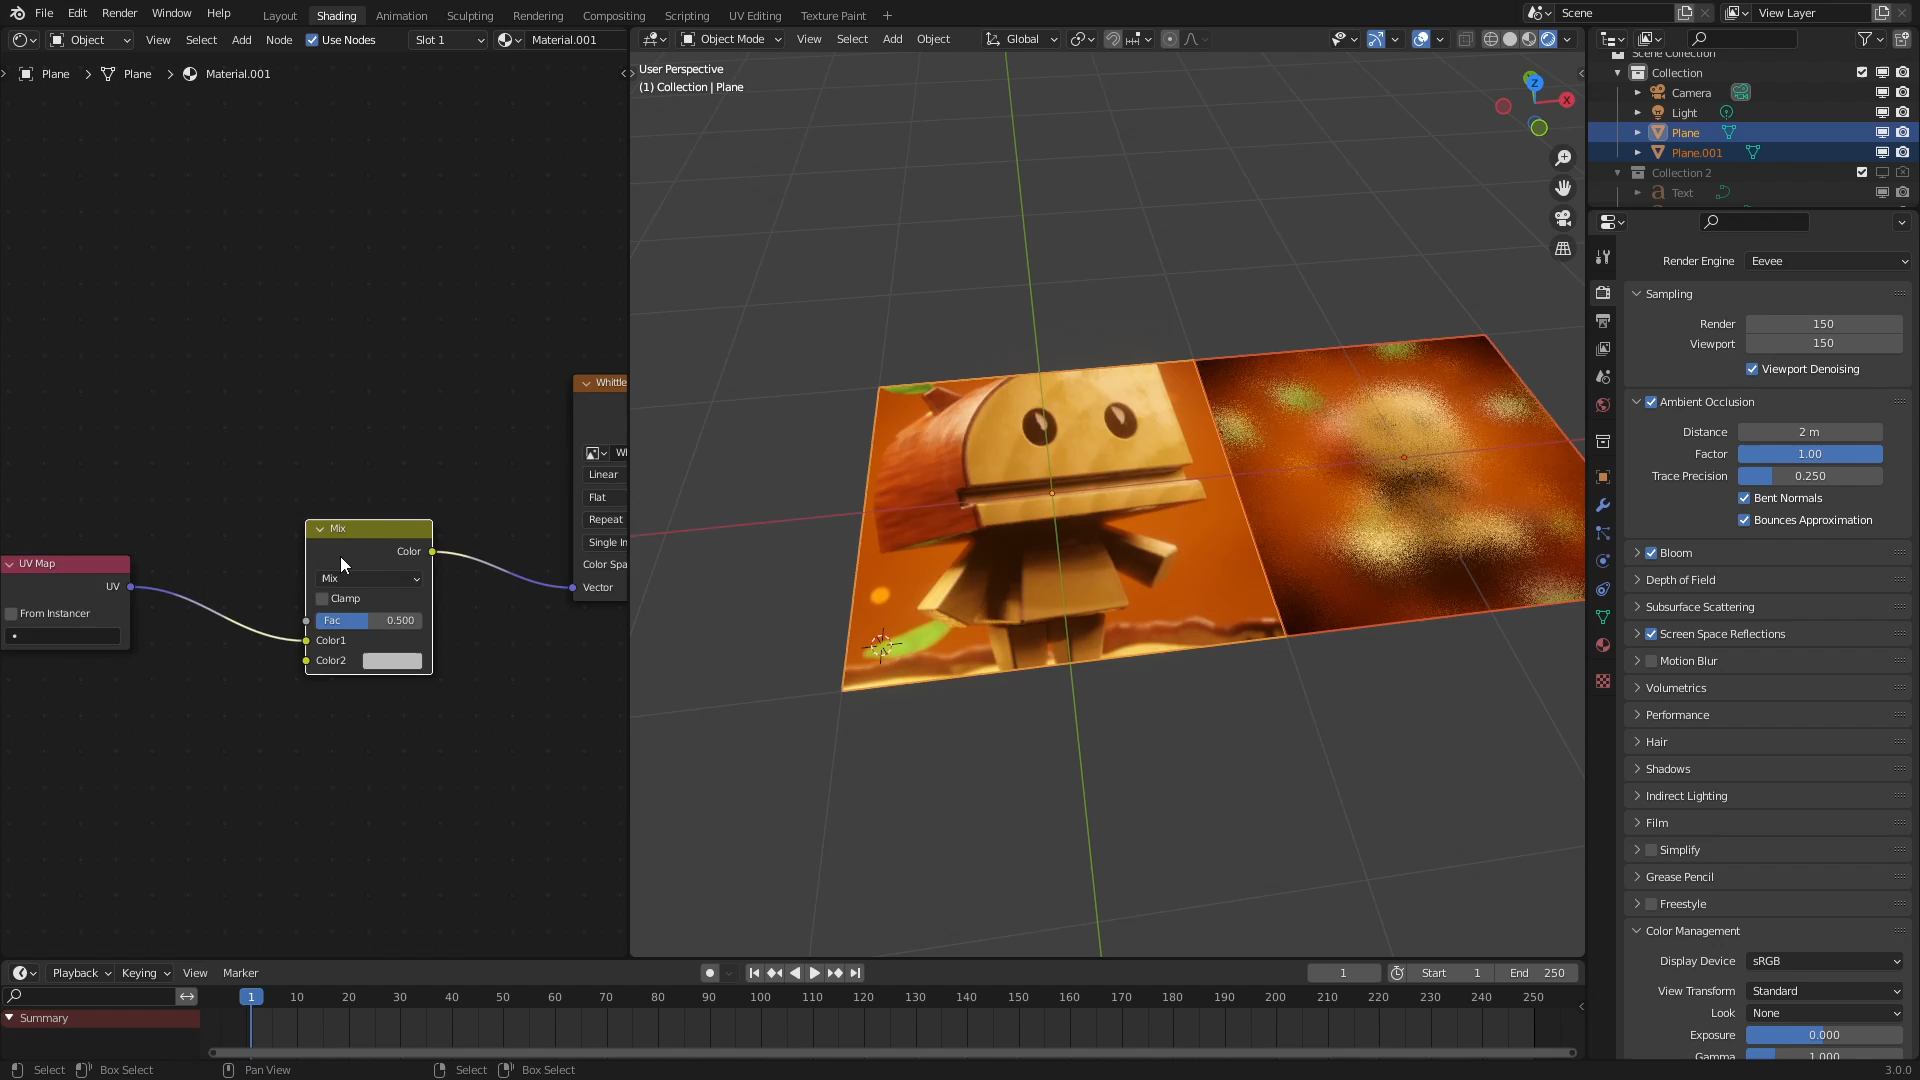 File Edit Render Window Help Layout Shading Animation Sculpting Rendering Compositing Scripting UV Editing Texture Paint + Scene View Layer
Object View Select Add Node Use Nodes Slot 1 Material.001
Object Mode View Select Add Object Global
Plane > Plane > Material.001
User Perspective
(1) Collection | Plane
Z
X
Scene Collection
Collection
Camera
Light
Plane
Plane.001
Collection 2
Text
Render Engine Eevee
Sampling
Render 150
Viewport 150
Viewport Denoising
Ambient Occlusion
Distance 2 m
Factor 1.00
Trace Precision 0.250
Bent Normals
Bounces Approximation
Bloom
Depth of Field
Subsurface Scattering
Screen Space Reflections
Motion Blur
Volumetrics
Performance
Hair
Shadows
Indirect Lighting
Film
Simplify
Grease Pencil
Freestyle
Color Management
Display Device sRGB
View Transform Standard
Look None
Exposure 0.000
Gamma 1.000
UV Map
UV
From Instancer
Mix
Color
Mix
Clamp
Fac 0.500
Color1
Color2
Whittle
Linear
Flat
Repeat
Single In
Color Spa
Vector
Playback Keying View Marker 1 Start 1 End 250
1 10 20 30 40 50 60 70 80 90 100 110 120 130 140 150 160 170 180 190 200 210 220 230 240 250
Summary
Select Box Select Pan View Select Box Select 3.0.0